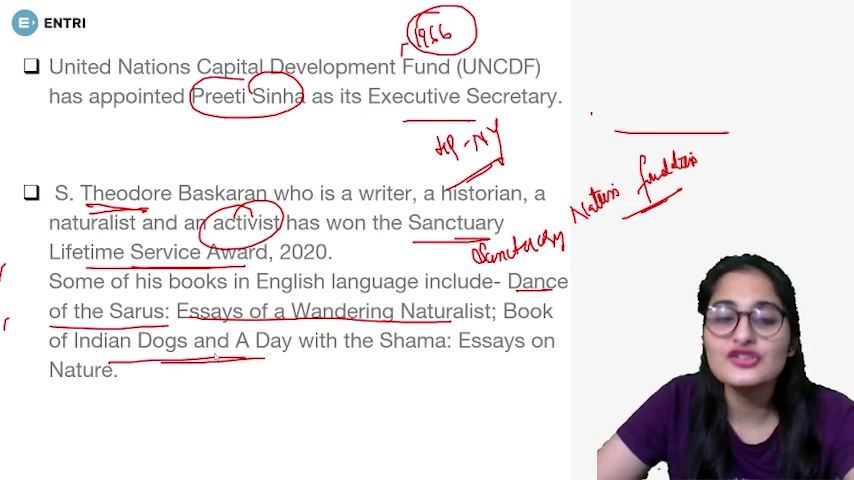 ENTRI
1966
United Nations Capital Development Fund (UNCDF)
has appointed Preeti Sinha as its Executive Secretary.
HQ - NY
S. Theodore Baskaran who is a writer, a historian, a
naturalist and an activist has won the Sanctuary
Lifetime Service Award, 2020.
Sanctuary Nature
Some of his books in English language include- Dance
of the Sarus: Essays of a Wandering Naturalist; Book
of Indian Dogs and A Day with the Shama: Essays on
Nature.